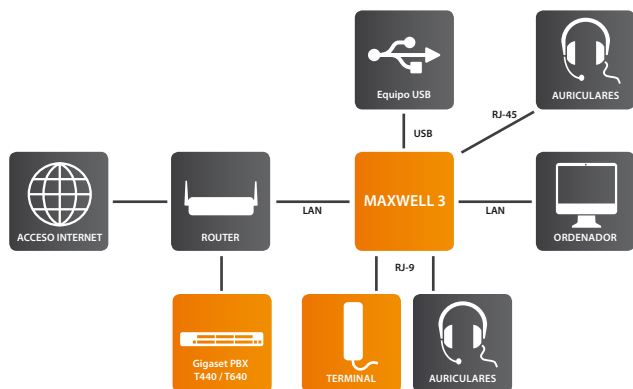 Equipo USB
AURICULARES
RJ-45
USB
ACCESO INTERNET
ROUTER
LAN
MAXWELL 3
LAN
ORDENADOR
RJ-9
Gigaset PBX
T440 / T640
TERMINAL
AURICULARES